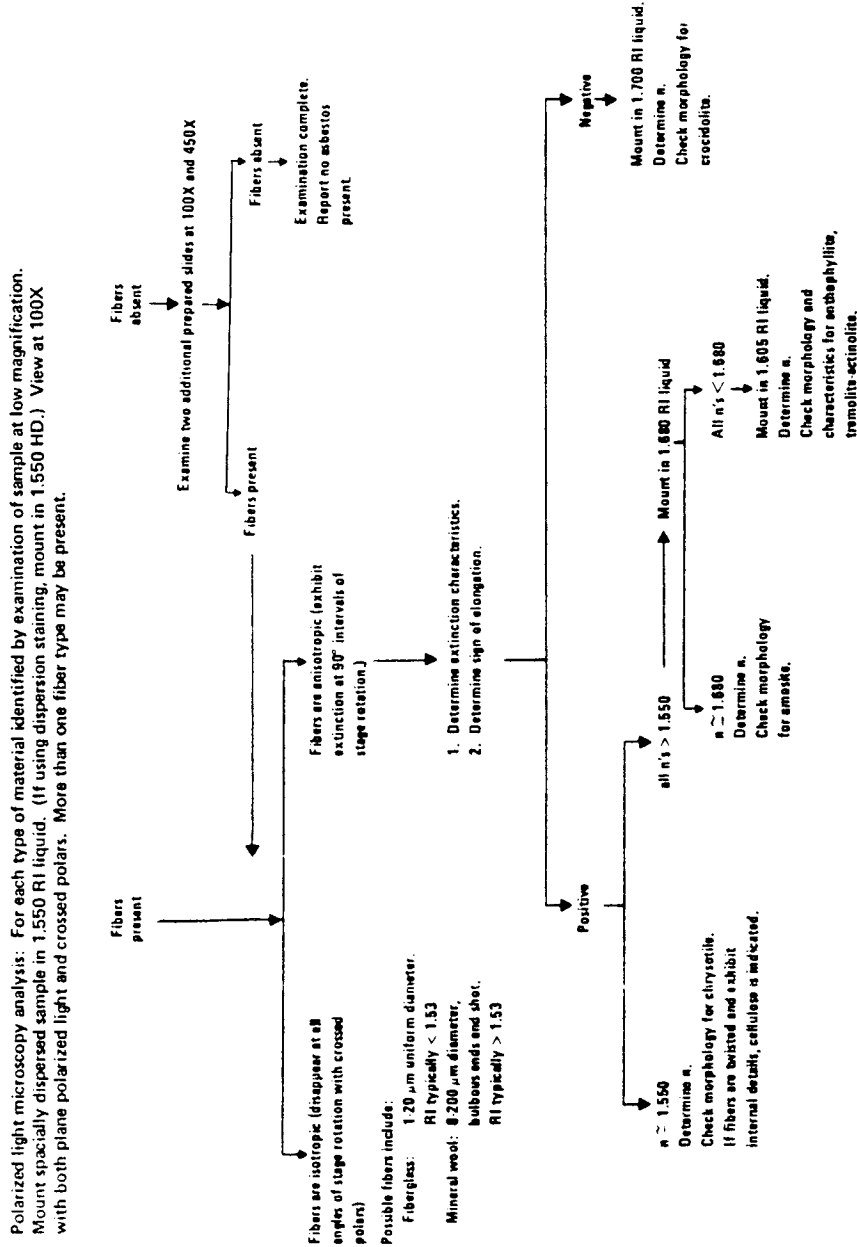 Polarized light microscopy analysis: For each type of material identified by examination of sample at low magnification.
Mount spacially dispersed sample in 1.550 RI liquid. (If using dispersion staining, mount in 1.550 HD.) View at 100X
with both plane polarized light and crossed polars. More than one fiber type may be present.
Fibers
present
Fibers
absent
Examine two additional prepared slides at 100X and 450X
Fibers present
Fibers absent
Examination complete.
Report no asbestos
present.
Fibers are isotropic (disappear at all
angles of stage rotation with crossed
polars)
Possible fibers include:
Fiberglass: 1-20 μm uniform diameter.
RI typically < 1.53
Mineral wool: 8-200 μm diameter,
bulbous ends and shot.
RI typically > 1.53
Fibers are anisotropic (exhibit
extinction at 90° intervals of
stage rotation.)
1. Determine extinction characteristics.
2. Determine sign of elongation.
Positive
Negative
n ≃ 1.550
Determine n.
Check morphology for chrysotile.
If fibers are twisted and exhibit
internal details, cellulose is indicated.
all n's > 1.550
Mount in 1.680 RI liquid
n ≃ 1.680
Determine n.
Check morphology
for amosite.
All n's < 1.680
Mount in 1.605 RI liquid.
Determine n.
Check morphology and
characteristics for anthophyllite,
tremolite-actinolite.
Mount in 1.700 RI liquid.
Determine n.
Check morphology for
crocidolite.